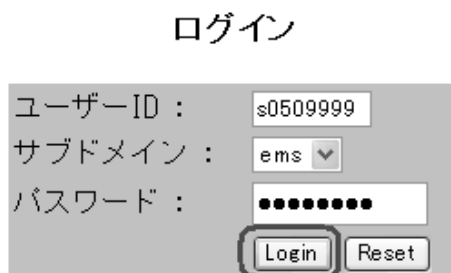 ログイン
ユーザーID： s0509999
サブドメイン： ems
パスワード： ●●●●●●●●
Login Reset